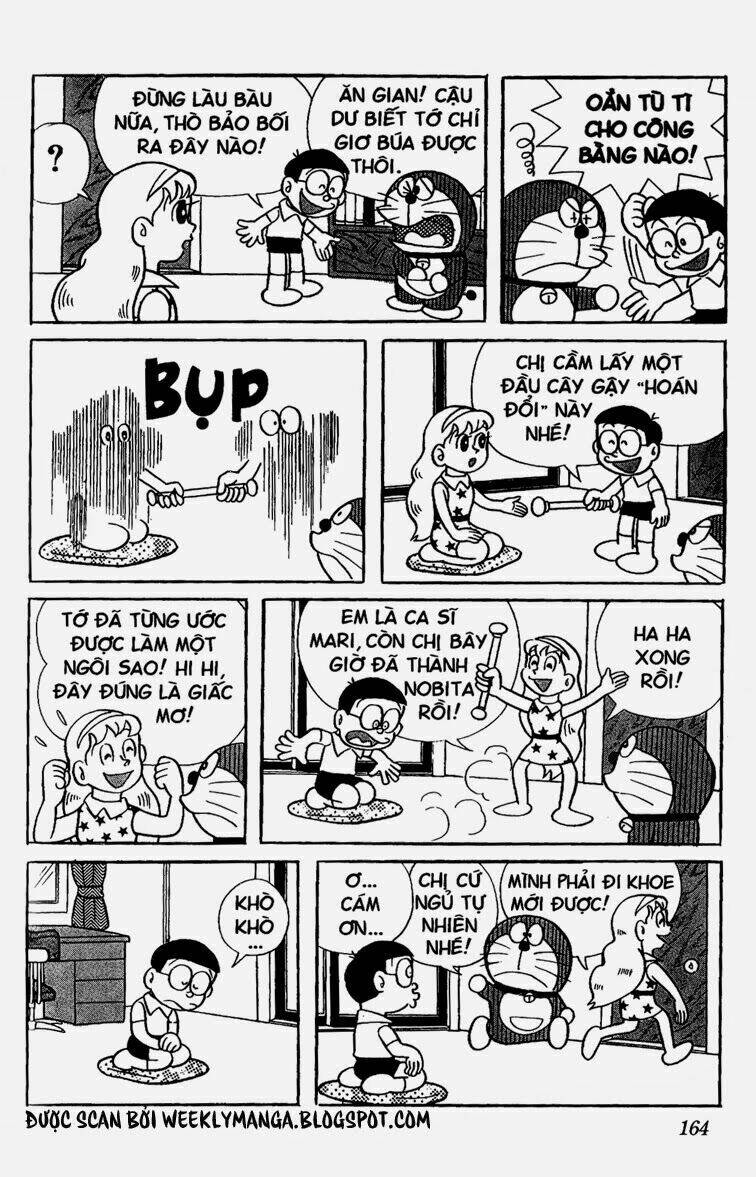 OẲN TÙ TÌ
CHO CÔNG
BẰNG NÀO!
ĂN GIAN! CẬU
DƯ BIẾT TỚ CHỈ
GIƠ BÚA ĐƯỢC
THÔI.
ĐỪNG LÀU BÀU
NỮA, THÒ BẢO BỐI
RA ĐÂY NÀO!
?
CHỊ CẦM LẤY MỘT
ĐẦU CÂY GẬY "HOÁN
ĐỔI" NÀY
NHÉ!
BỤP
HA HA
XONG
RỒI!
EM LÀ CA SĨ
MARI, CÒN CHỊ BÂY
GIỜ ĐÃ THÀNH
NOBITA
RỒI!
TỚ ĐÃ TỪNG ƯỚC
ĐƯỢC LÀM MỘT
NGÔI SAO! HI HI,
ĐÂY ĐÚNG LÀ GIẤC
MƠ!
MÌNH PHẢI ĐI KHOE
MỚI ĐƯỢC!
CHỊ CỨ
NGỦ TỰ
NHIÊN
NHÉ!
Ơ...
CÁM
ƠN...
KHÒ
KHÒ
...
ĐƯỢC SCAN BỞI WEEKLYMANGA.BLOGSPOT.COM
164